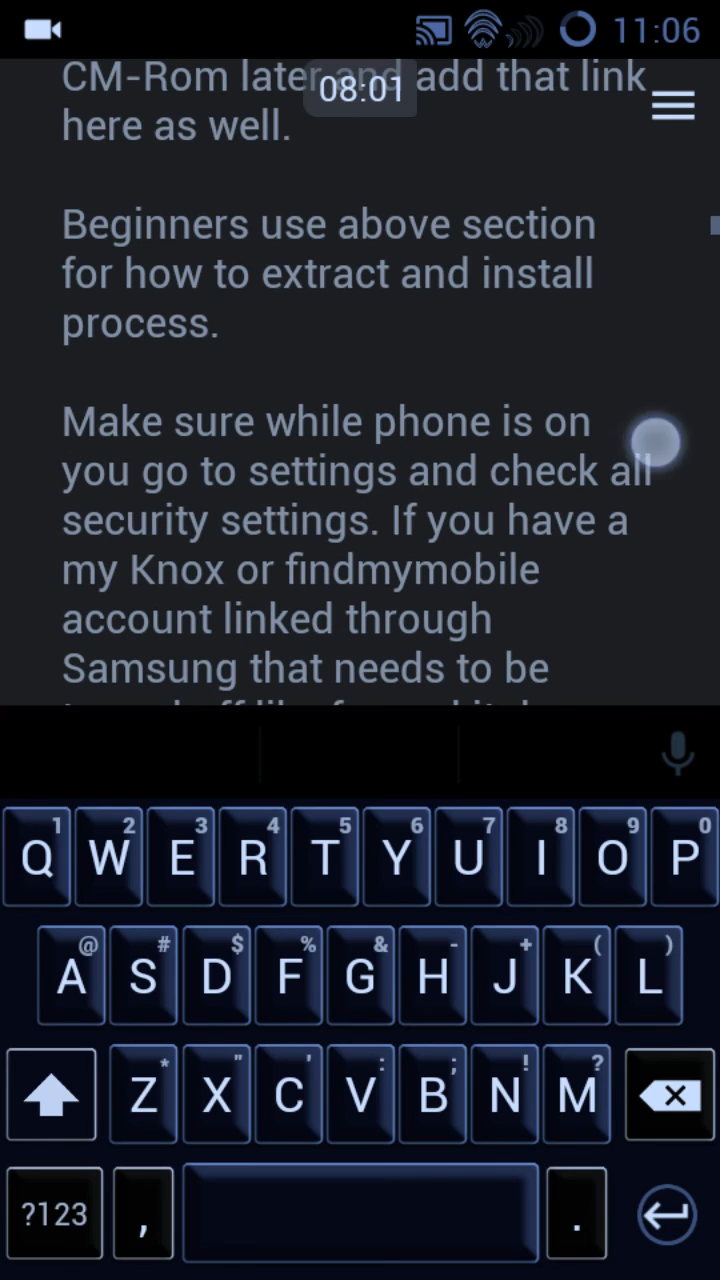 11:06
CM-Rom later and add that link
08:01
here as well.
Beginners use above section
for how to extract and install
process.
Make sure while phone is on
you go to settings and check all
security settings. If you have a
my Knox or findmymobile
account linked through
Samsung that needs to be
1 2 3 4 5 6 7 8 9 0
Q W E R T Y U I O P
@ # $ % & - + ( )
A S D F G H J K L
* " ' : ; ! ?
Z X C V B N M
?123 , .